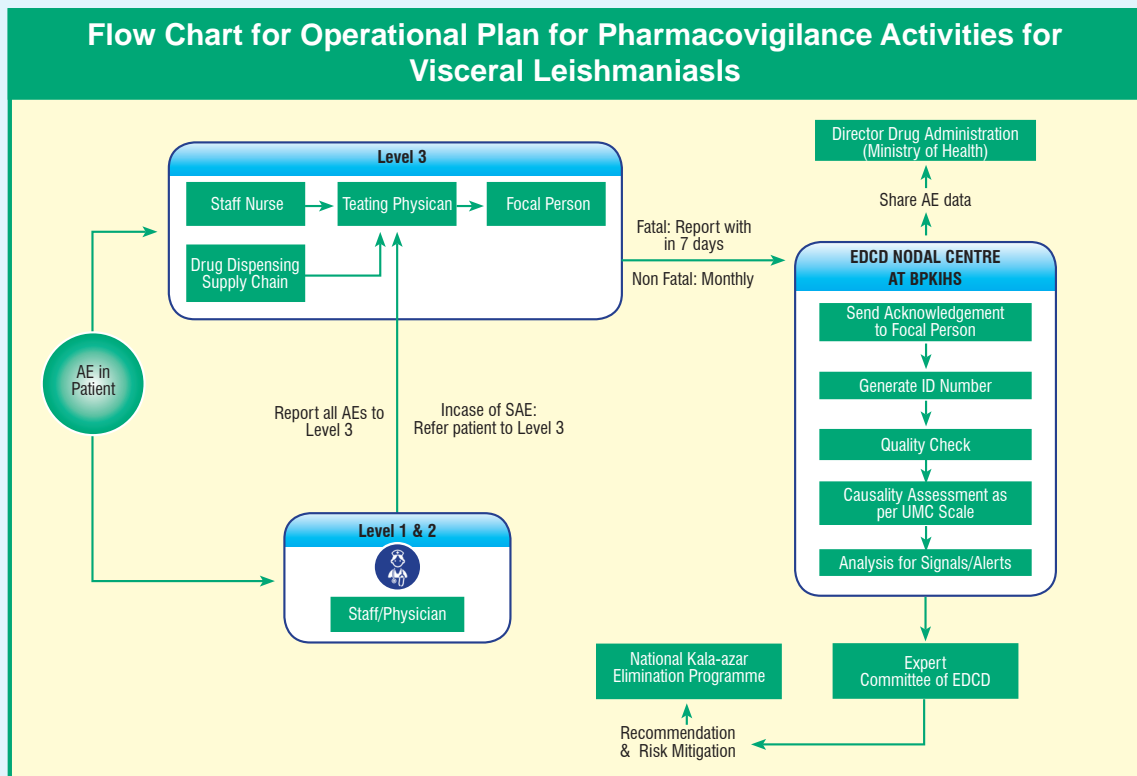 Flow Chart for Operational Plan for Pharmacovigilance Activities for
Visceral Leishmaniasls
Level 3
Staff Nurse
Teating Physican
Focal Person
Drug Dispensing
Supply Chain
AE in
Patient
Report all AEs to
Level 3
Incase of SAE:
Refer patient to Level 3
Level 1 & 2
Staff/Physician
Fatal: Report with
in 7 days
Non Fatal: Monthly
Director Drug Administration
(Ministry of Health)
Share AE data
EDCD NODAL CENTRE
AT BPKIHS
Send Acknowledgement
to Focal Person
Generate ID Number
Quality Check
Causality Assessment as
per UMC Scale
Analysis for Signals/Alerts
Expert
Committee of EDCD
Recommendation
& Risk Mitigation
National Kala-azar
Elimination Programme